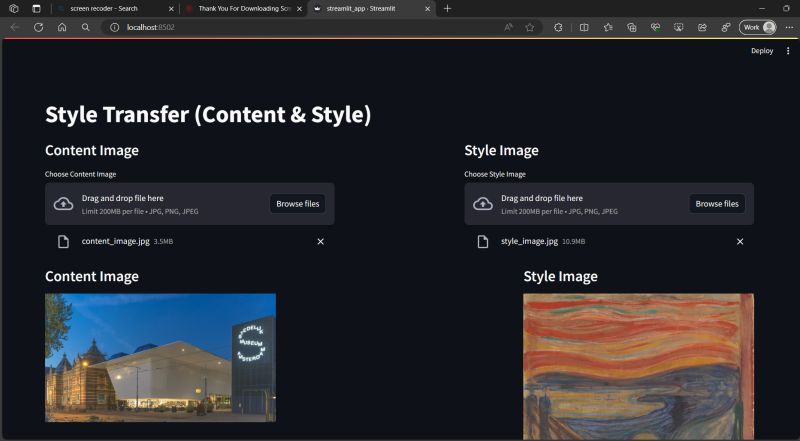 screen recoder - Search
Thank You For Downloading Scr
streamlit_app · Streamlit
localhost:8502
Work
Deploy
Style Transfer (Content & Style)
Content Image
Style Image
Choose Content Image
Choose Style Image
Drag and drop file here
Limit 200MB per file • JPG, PNG, JPEG
Browse files
Drag and drop file here
Limit 200MB per file • JPG, PNG, JPEG
Browse files
content_image.jpg 3.5MB
style_image.jpg 10.9MB
Content Image
Style Image
STEDELIJK
MUSEUM
AMSTERDAM